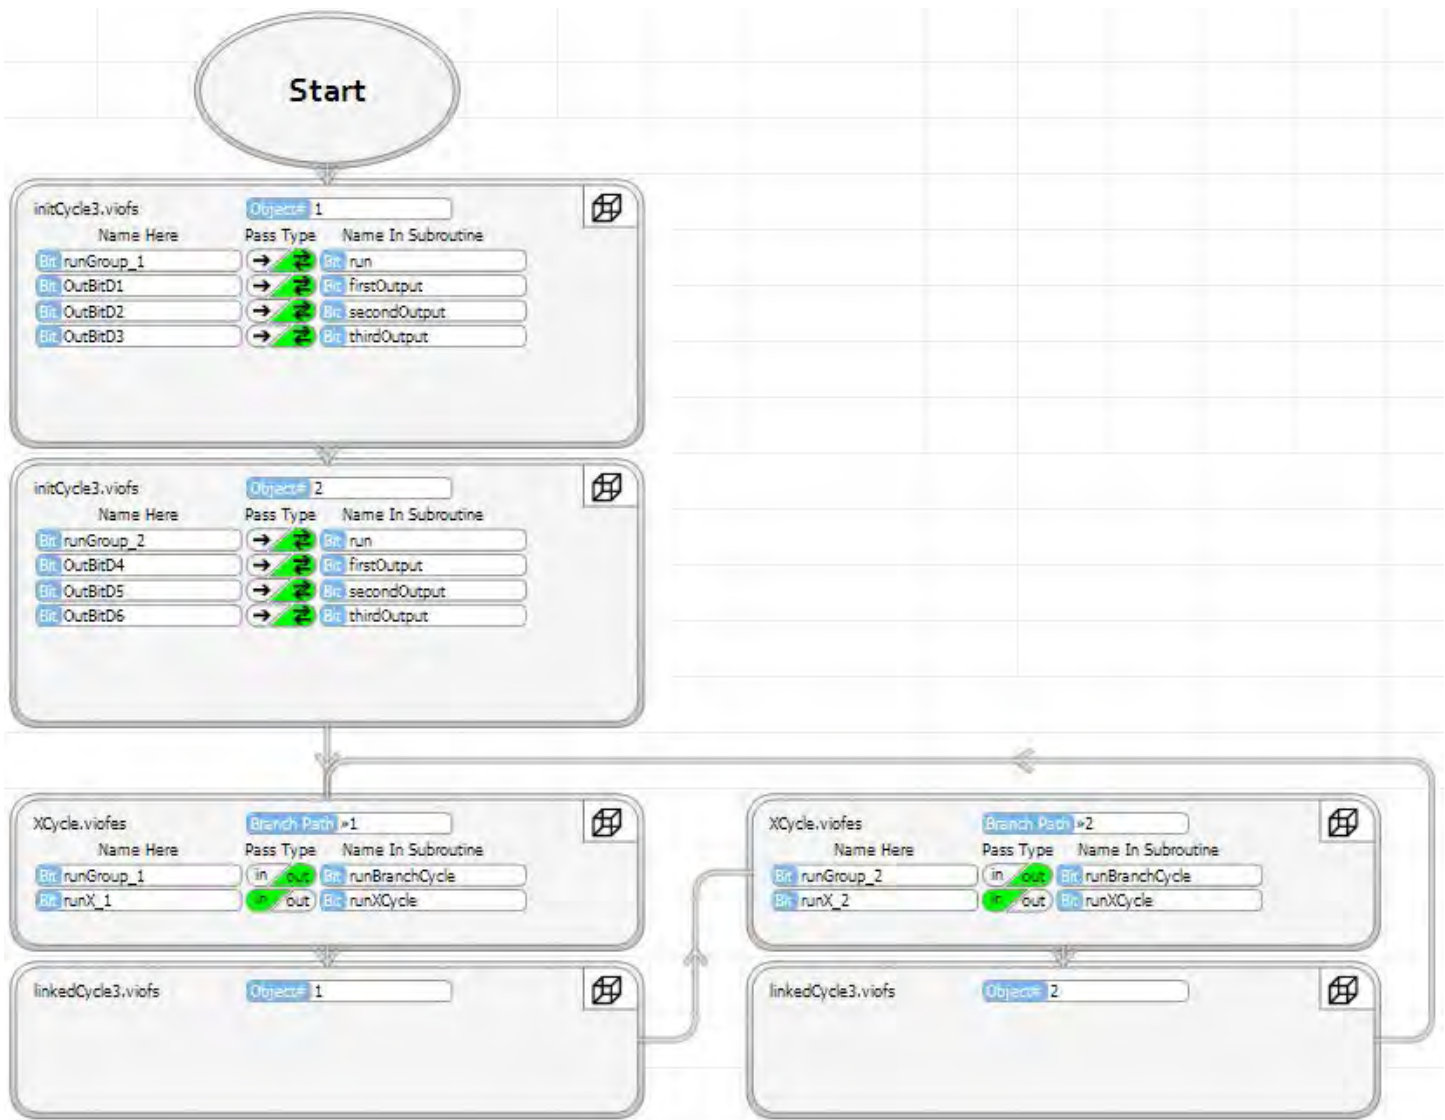 Start
initCycle3.viofs Object# 1
Name Here Pass Type Name In Subroutine
Bit runGroup_1 Bit run
Bit OutBitD1 Bit firstOutput
Bit OutBitD2 Bit secondOutput
Bit OutBitD3 Bit thirdOutput
initCycle3.viofs Object# 2
Name Here Pass Type Name In Subroutine
Bit runGroup_2 Bit run
Bit OutBitD4 Bit firstOutput
Bit OutBitD5 Bit secondOutput
Bit OutBitD6 Bit thirdOutput
XCycle.viofes Branch Path »1
Name Here Pass Type Name In Subroutine
Bit runGroup_1 in out Bit runBranchCycle
Bit runX_1 in out Bit runXCycle
linkedCycle3.viofs Object# 1
XCycle.viofes Branch Path »2
Name Here Pass Type Name In Subroutine
Bit runGroup_2 in out Bit runBranchCycle
Bit runX_2 in out Bit runXCycle
linkedCycle3.viofs Object# 2